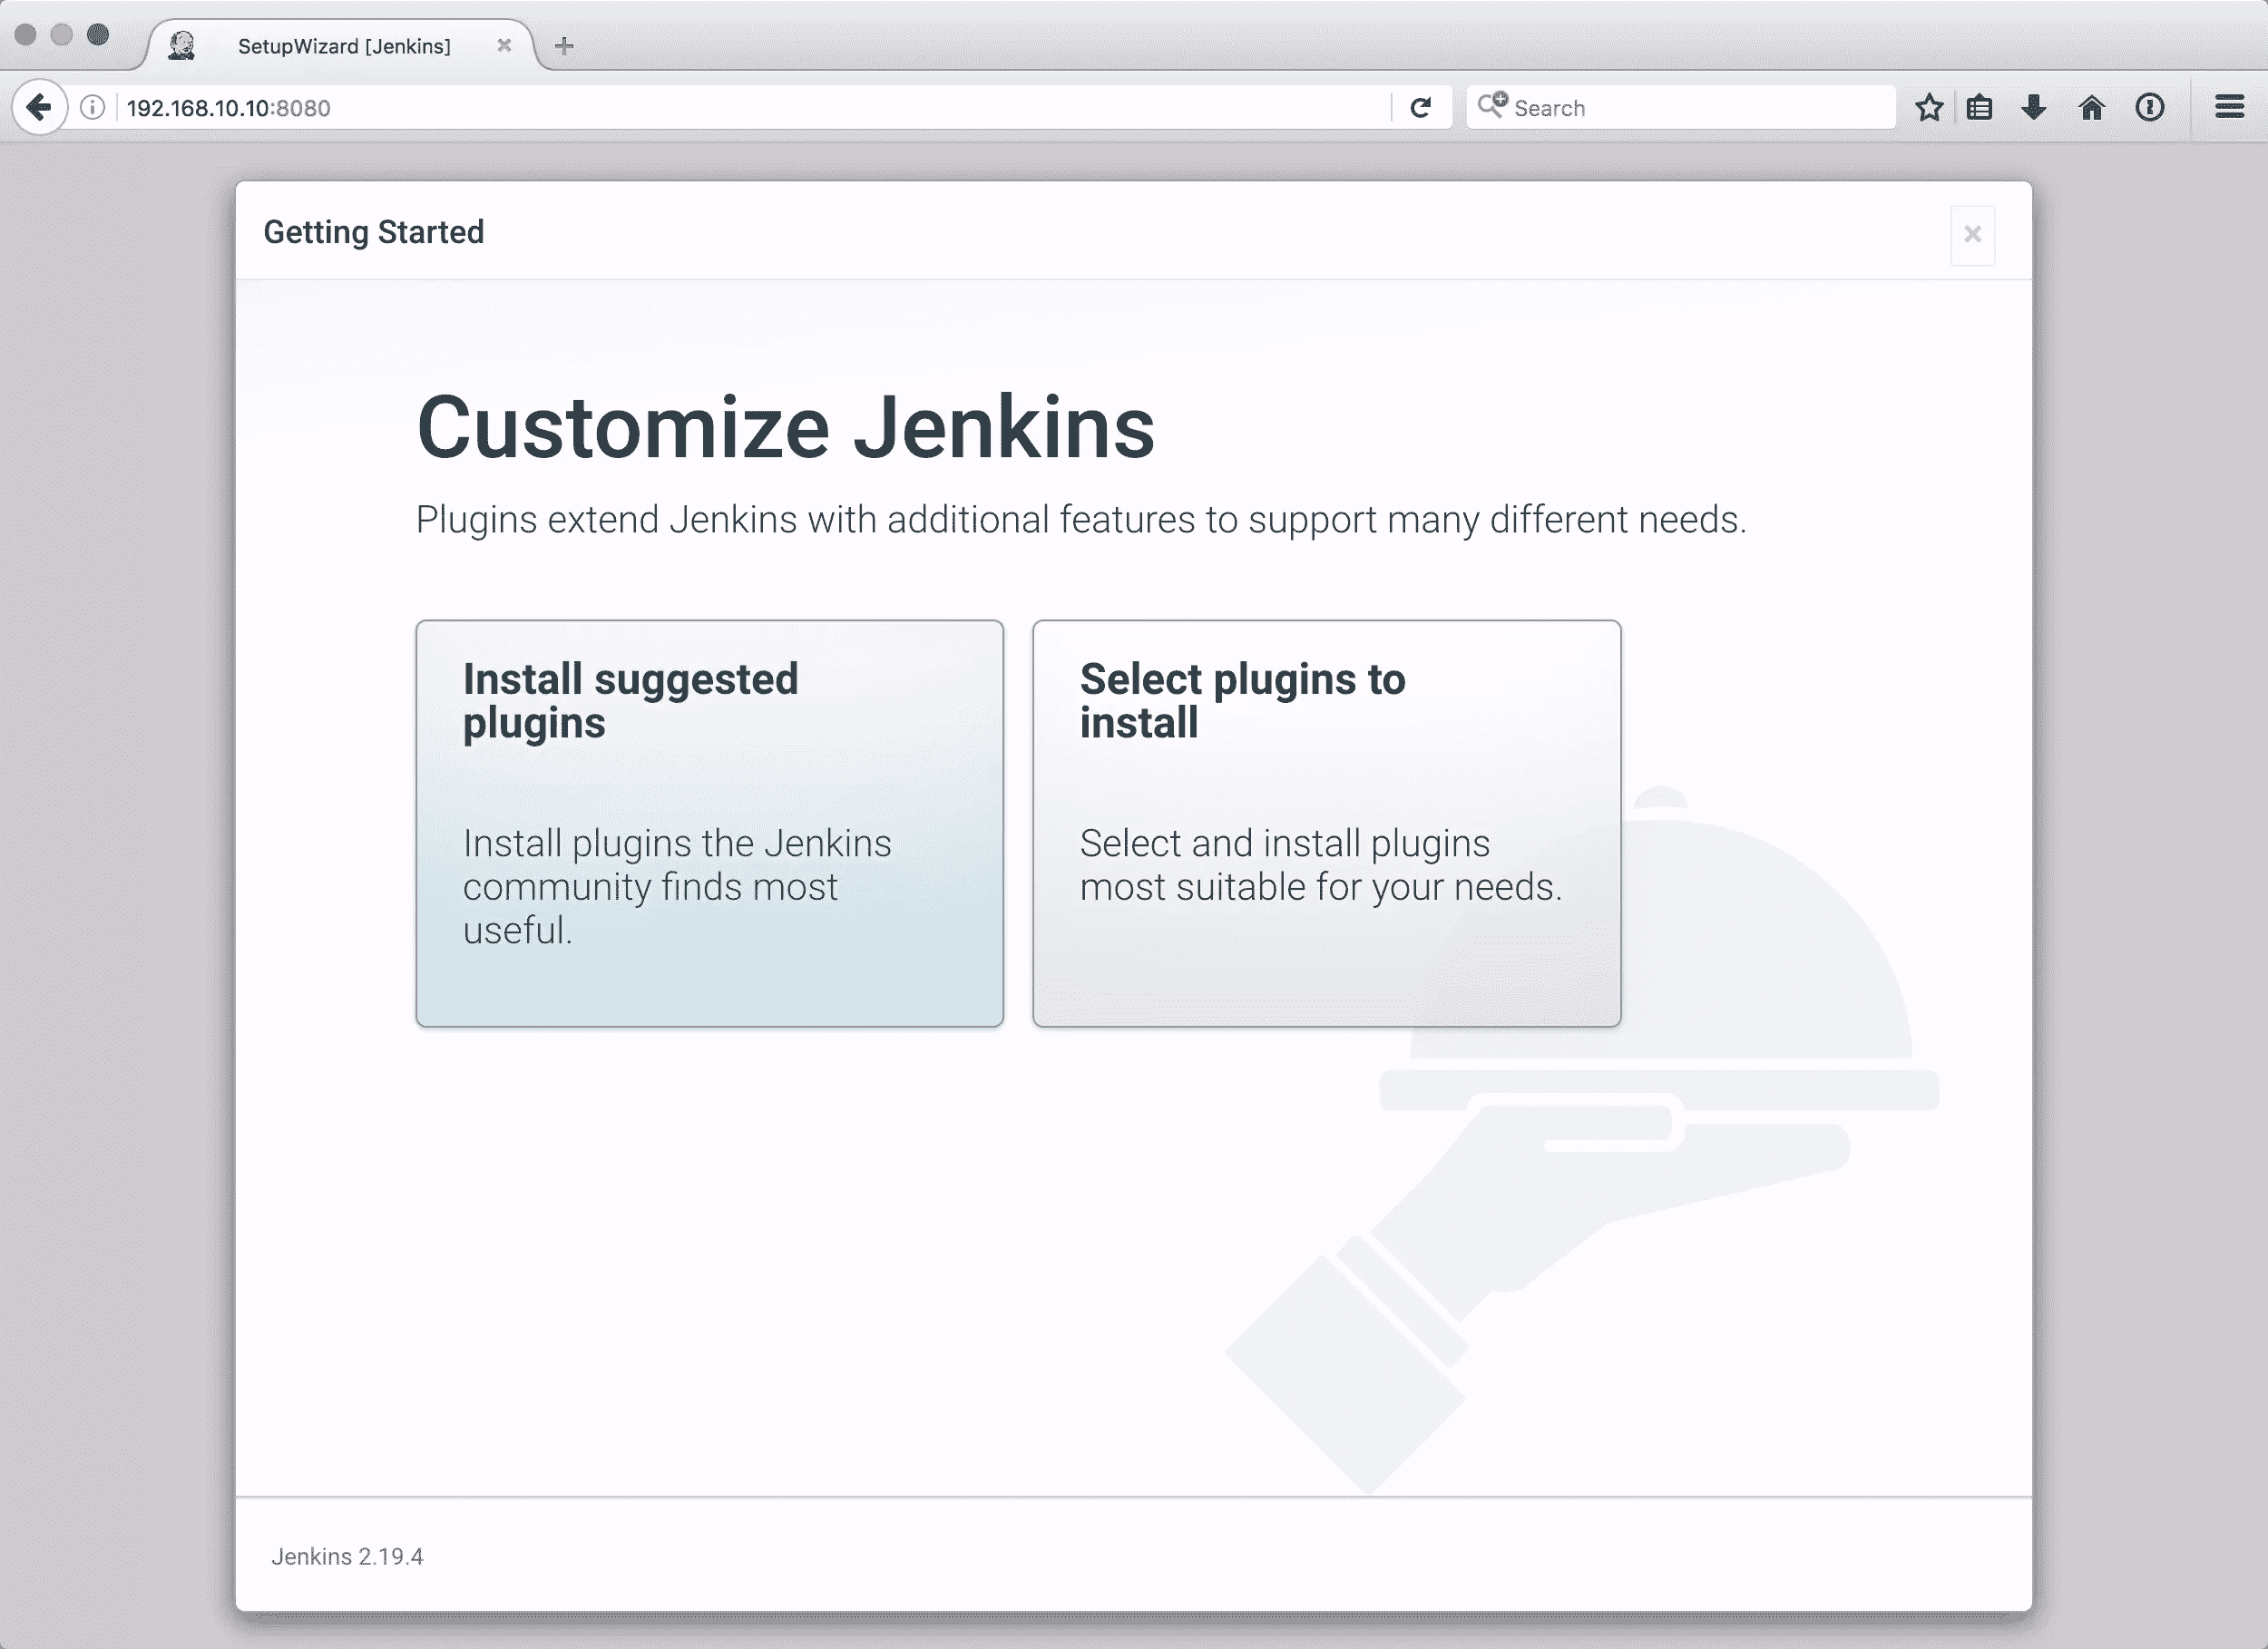 SetupWizard [Jenkins]
192.168.10.10:8080
Search
Getting Started
Customize Jenkins
Plugins extend Jenkins with additional features to support many different needs.
Install suggested
plugins
Install plugins the Jenkins
community finds most
useful.
Select plugins to
install
Select and install plugins
most suitable for your needs.
Jenkins 2.19.4